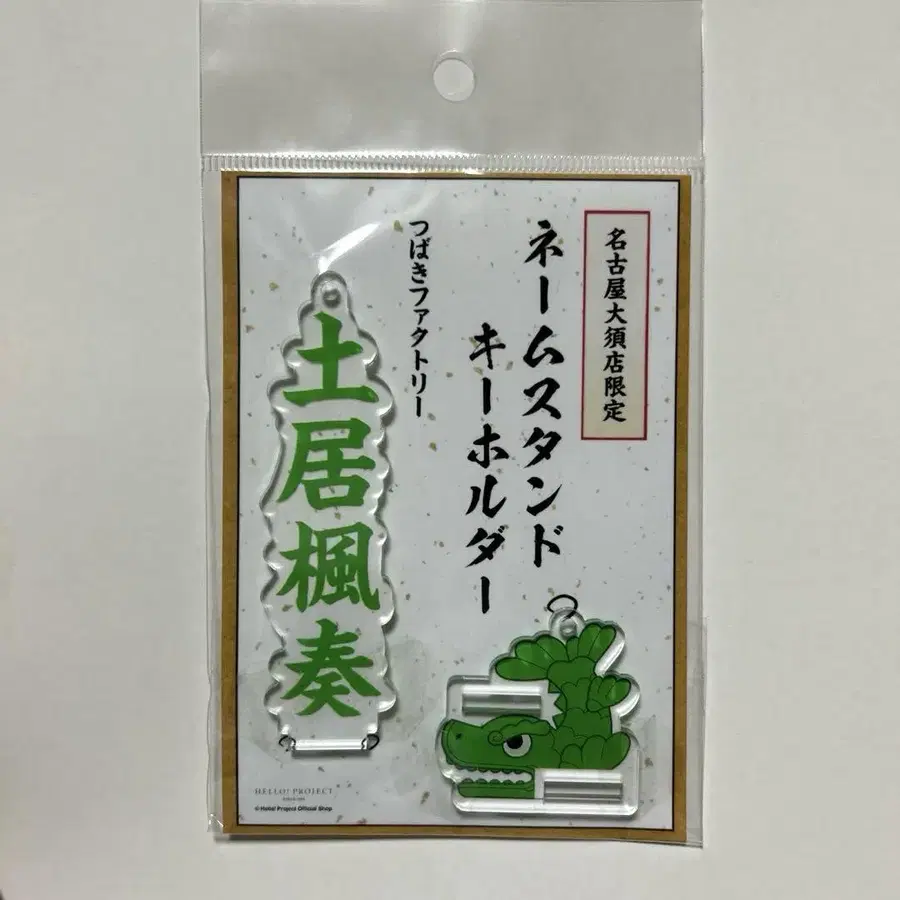 名古屋大須店限定
ネームスタンド
キーホルダー
つばきファクトリー
土居楓奏
HELLO! PROJECT
©Hello! Project Official Shop